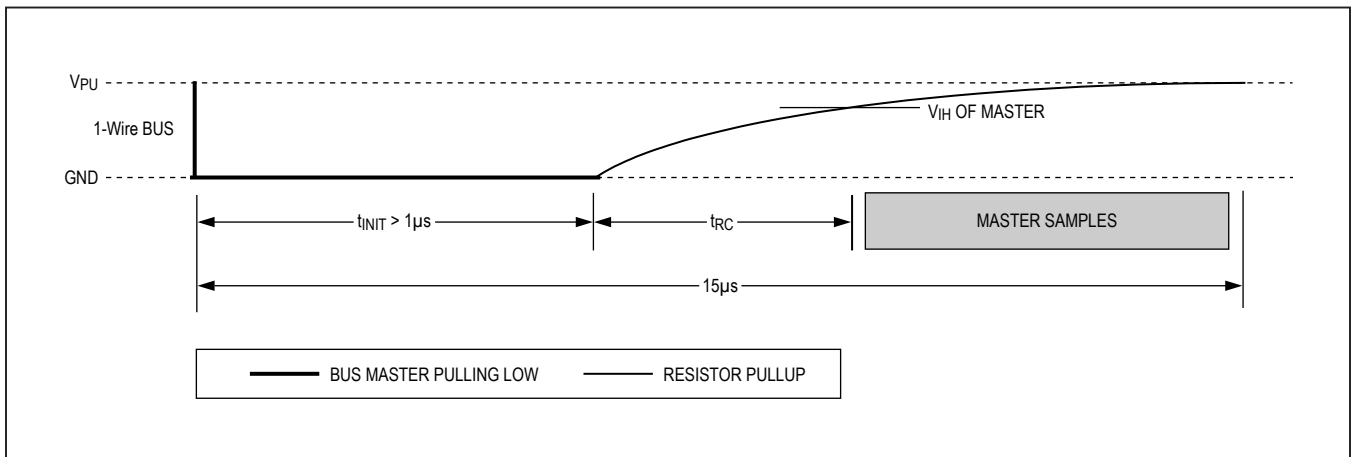 VPU
1-Wire BUS
VIH OF MASTER
GND
tINIT > 1µs
tRC
MASTER SAMPLES
15µs
BUS MASTER PULLING LOW
RESISTOR PULLUP